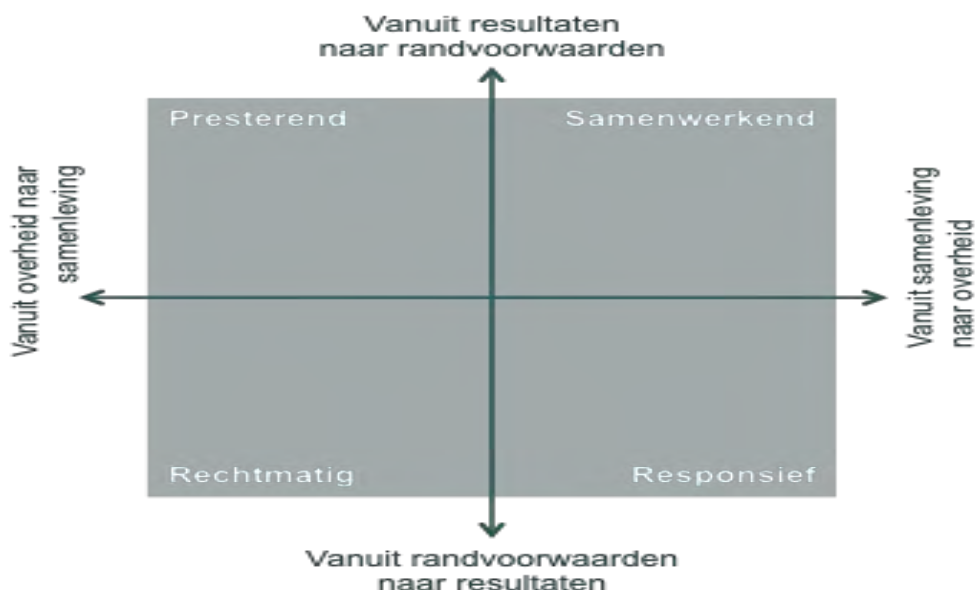 Vanuit resultaten
naar randvoorwaarden
Presterend
Samenwerkend
Vanuit overheid naar
samenleving
Vanuit samenleving
naar overheid
Rechtmatig
Responsief
Vanuit randvoorwaarden
naar resultaten